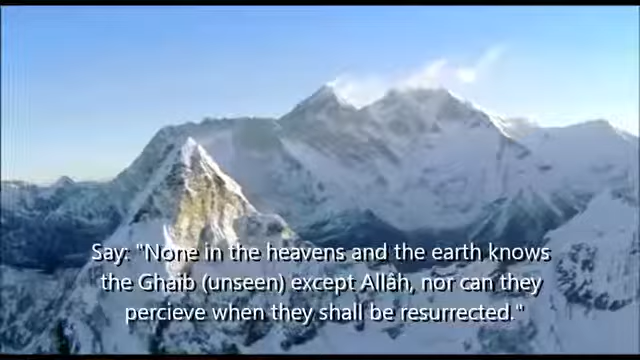 Say: "None in the heavens and the earth knows
the Ghaib (unseen) except Allâh, nor can they
percieve when they shall be resurrected."